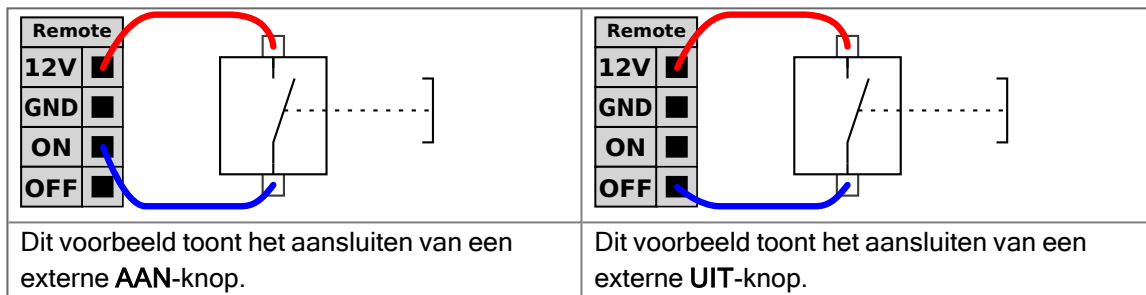 Remote
12V
GND
ON
OFF
Dit voorbeeld toont het aansluiten van een
externe AAN-knop.
Remote
12V
GND
ON
OFF
Dit voorbeeld toont het aansluiten van een
externe UIT-knop.